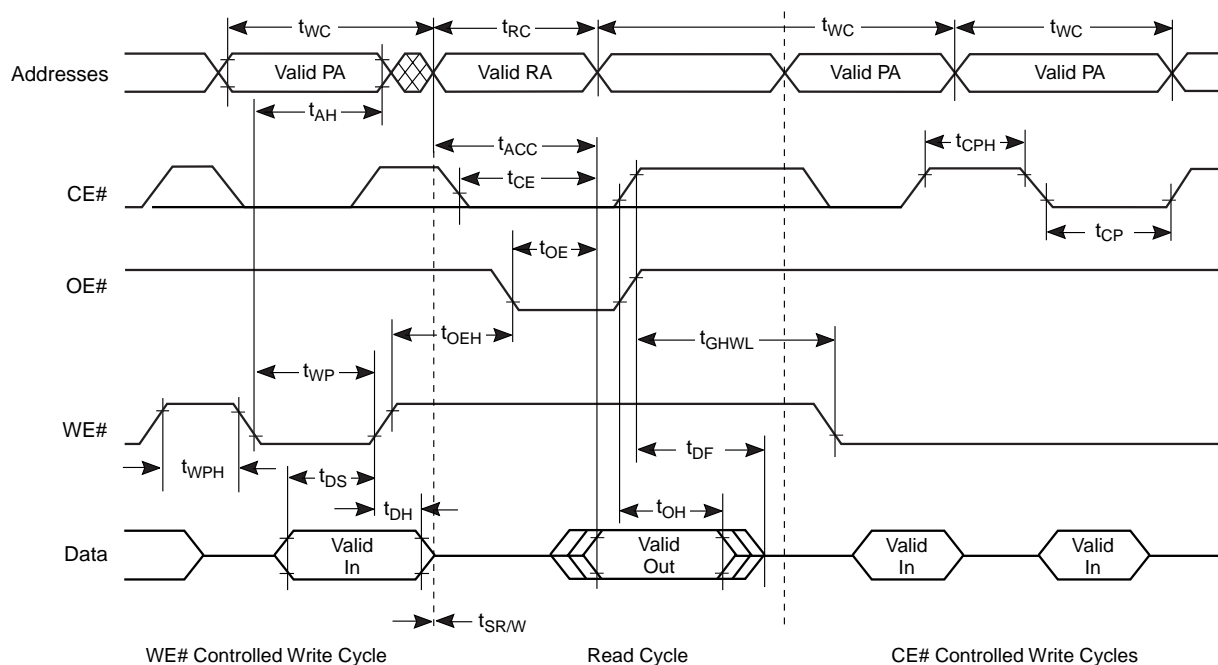 tWC
tRC
tWC
tWC
Addresses
Valid PA
Valid RA
Valid PA
Valid PA
tAH
tACC
tCPH
tCE
CE#
tCP
tOE
OE#
tOEH
tGHWL
tWP
WE#
tWPH
tDS
tDF
tDH
tOH
Data
Valid
In
Valid
Out
Valid
In
Valid
In
tSR/W
WE# Controlled Write Cycle
Read Cycle
CE# Controlled Write Cycles